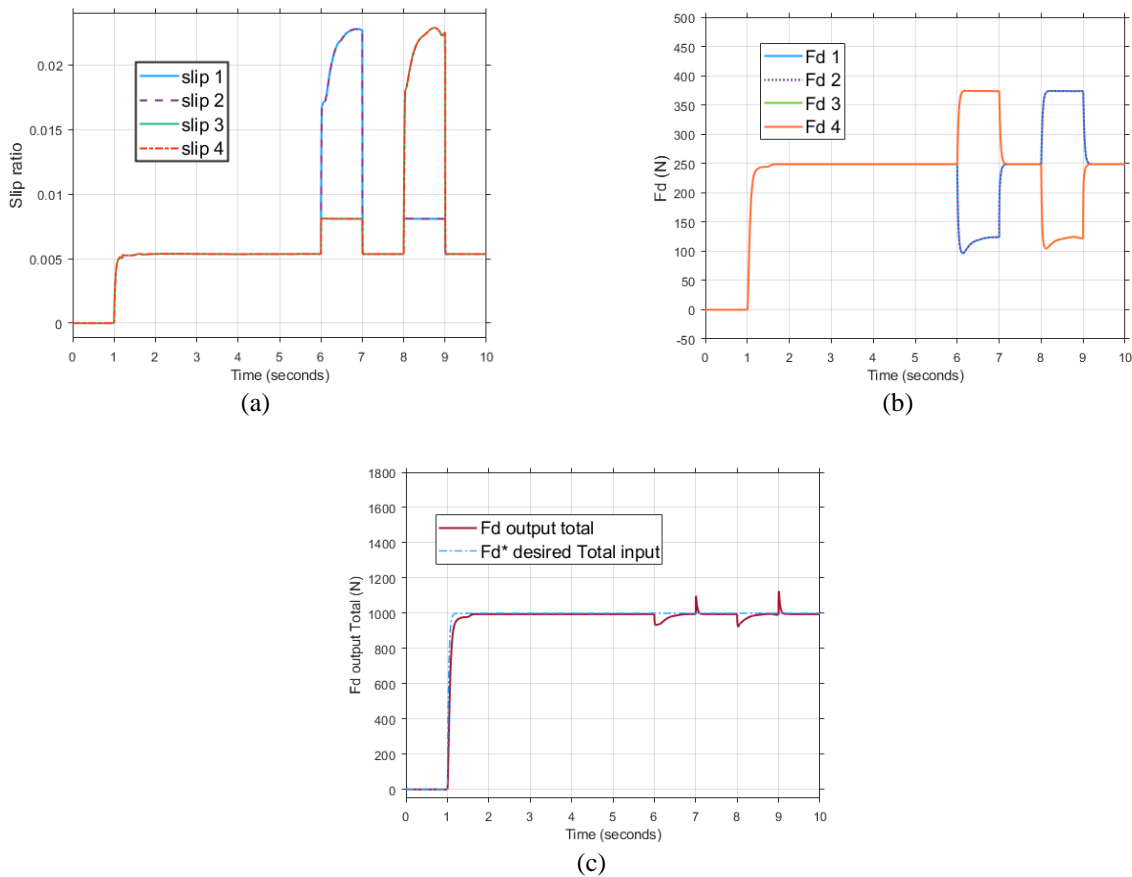 Slip ratio
0.02
0.015
0.01
0.005
0
slip 1
slip 2
slip 3
slip 4
0 1 2 3 4 5 6 7 8 9 10
Time (seconds)
(a)
Fd (N)
500
450
400
350
300
250
200
150
100
50
0
-50
Fd 1
Fd 2
Fd 3
Fd 4
0 1 2 3 4 5 6 7 8 9 10
Time (seconds)
(b)
Fd output Total (N)
1800
1600
1400
1200
1000
800
600
400
200
0
Fd output total
Fd* desired Total input
0 1 2 3 4 5 6 7 8 9 10
Time (seconds)
(c)